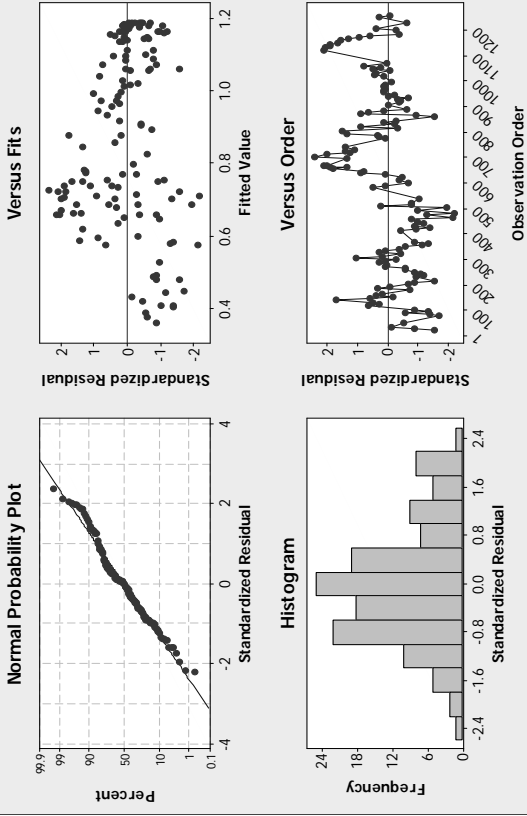 Normal Probability Plot
Percent
99.9
99
90
50
10
1
0.1
-4 -2 0 2 4
Standardized Residual
Versus Fits
Standardized Residual
2
1
0
-1
-2
0.4 0.6 0.8 1.0 1.2
Fitted Value
Histogram
Frequency
24
18
12
6
0
-2.4 -1.6 -0.8 0.0 0.8 1.6 2.4
Standardized Residual
Versus Order
Standardized Residual
2
1
0
-1
-2
1 100 200 300 400 500 600 700 800 900 1000 1100 1200
Observation Order